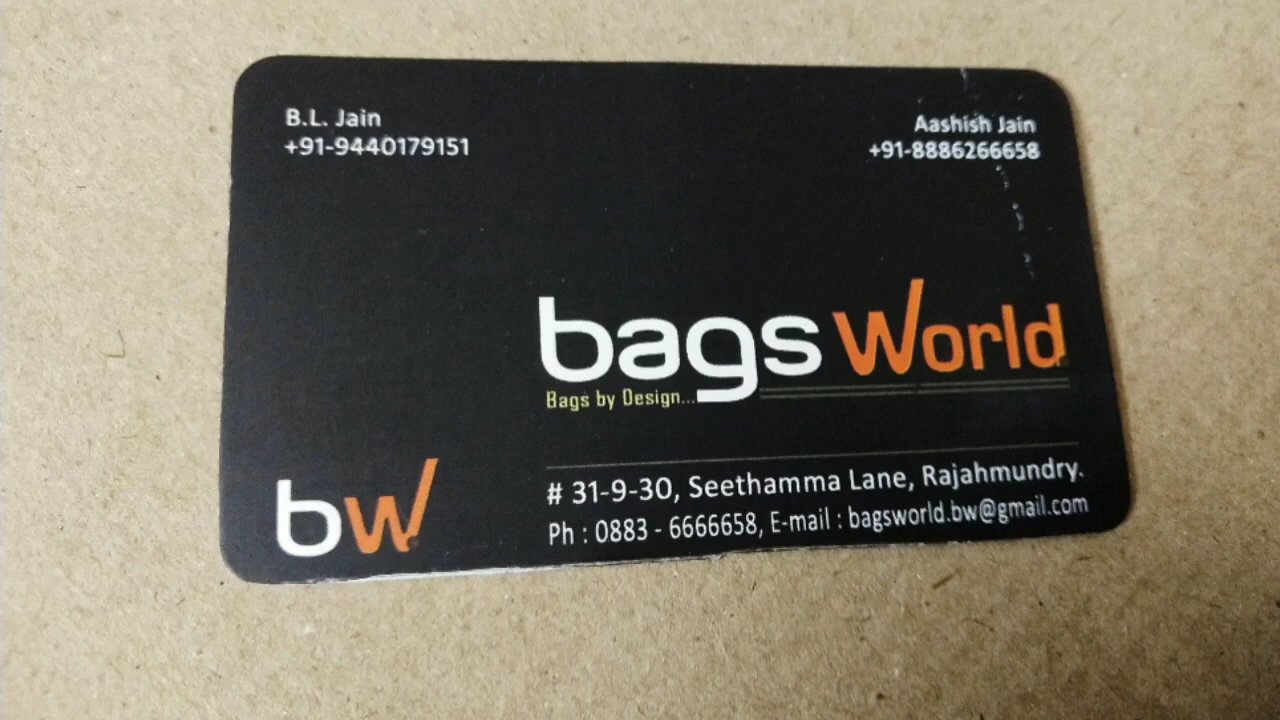 B.L. Jain
+91-9440179151
Aashish Jain
+91-8886266658
bags World
Bags by Design...
bw
# 31-9-30, Seethamma Lane, Rajahmundry.
Ph : 0883 - 6666658, E-mail : bagsworld.bw@gmail.com